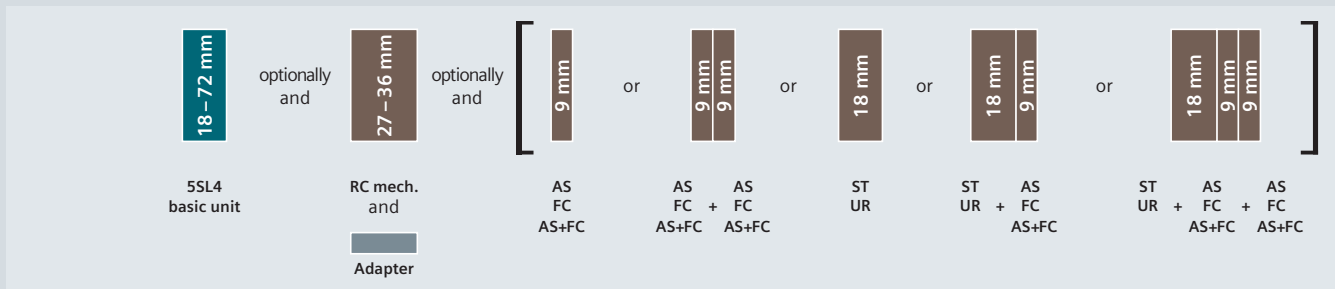 18–72 mm
optionally
and
27–36 mm
optionally
and
9 mm
or
9 mm
9 mm
or
18 mm
or
18 mm
9 mm
or
18 mm
9 mm
9 mm
5SL4
basic unit
RC mech.
and
Adapter
AS
FC
AS+FC
AS AS
FC + FC
AS+FC AS+FC
ST
UR
ST AS
UR + FC
AS+FC
ST AS AS
UR + FC + FC
AS+FC AS+FC